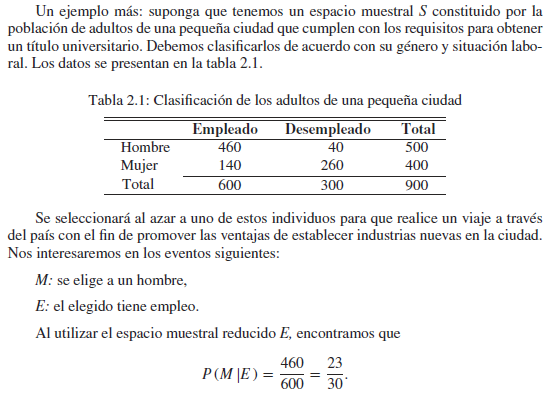 Un ejemplo más: suponga que tenemos un espacio muestral S constituido por la
población de adultos de una pequeña ciudad que cumplen con los requisitos para obtener
un título universitario. Debemos clasificarlos de acuerdo con su género y situación labo-
ral. Los datos se presentan en la tabla 2.1.
Tabla 2.1: Clasificación de los adultos de una pequeña ciudad
Empleado Desempleado Total
Hombre 460 40 500
Mujer 140 260 400
Total 600 300 900
Se seleccionará al azar a uno de estos individuos para que realice un viaje a través
del país con el fin de promover las ventajas de establecer industrias nuevas en la ciudad.
Nos interesaremos en los eventos siguientes:
M: se elige a un hombre,
E: el elegido tiene empleo.
Al utilizar el espacio muestral reducido E, encontramos que
P(M|E) = 460/600 = 23/30.